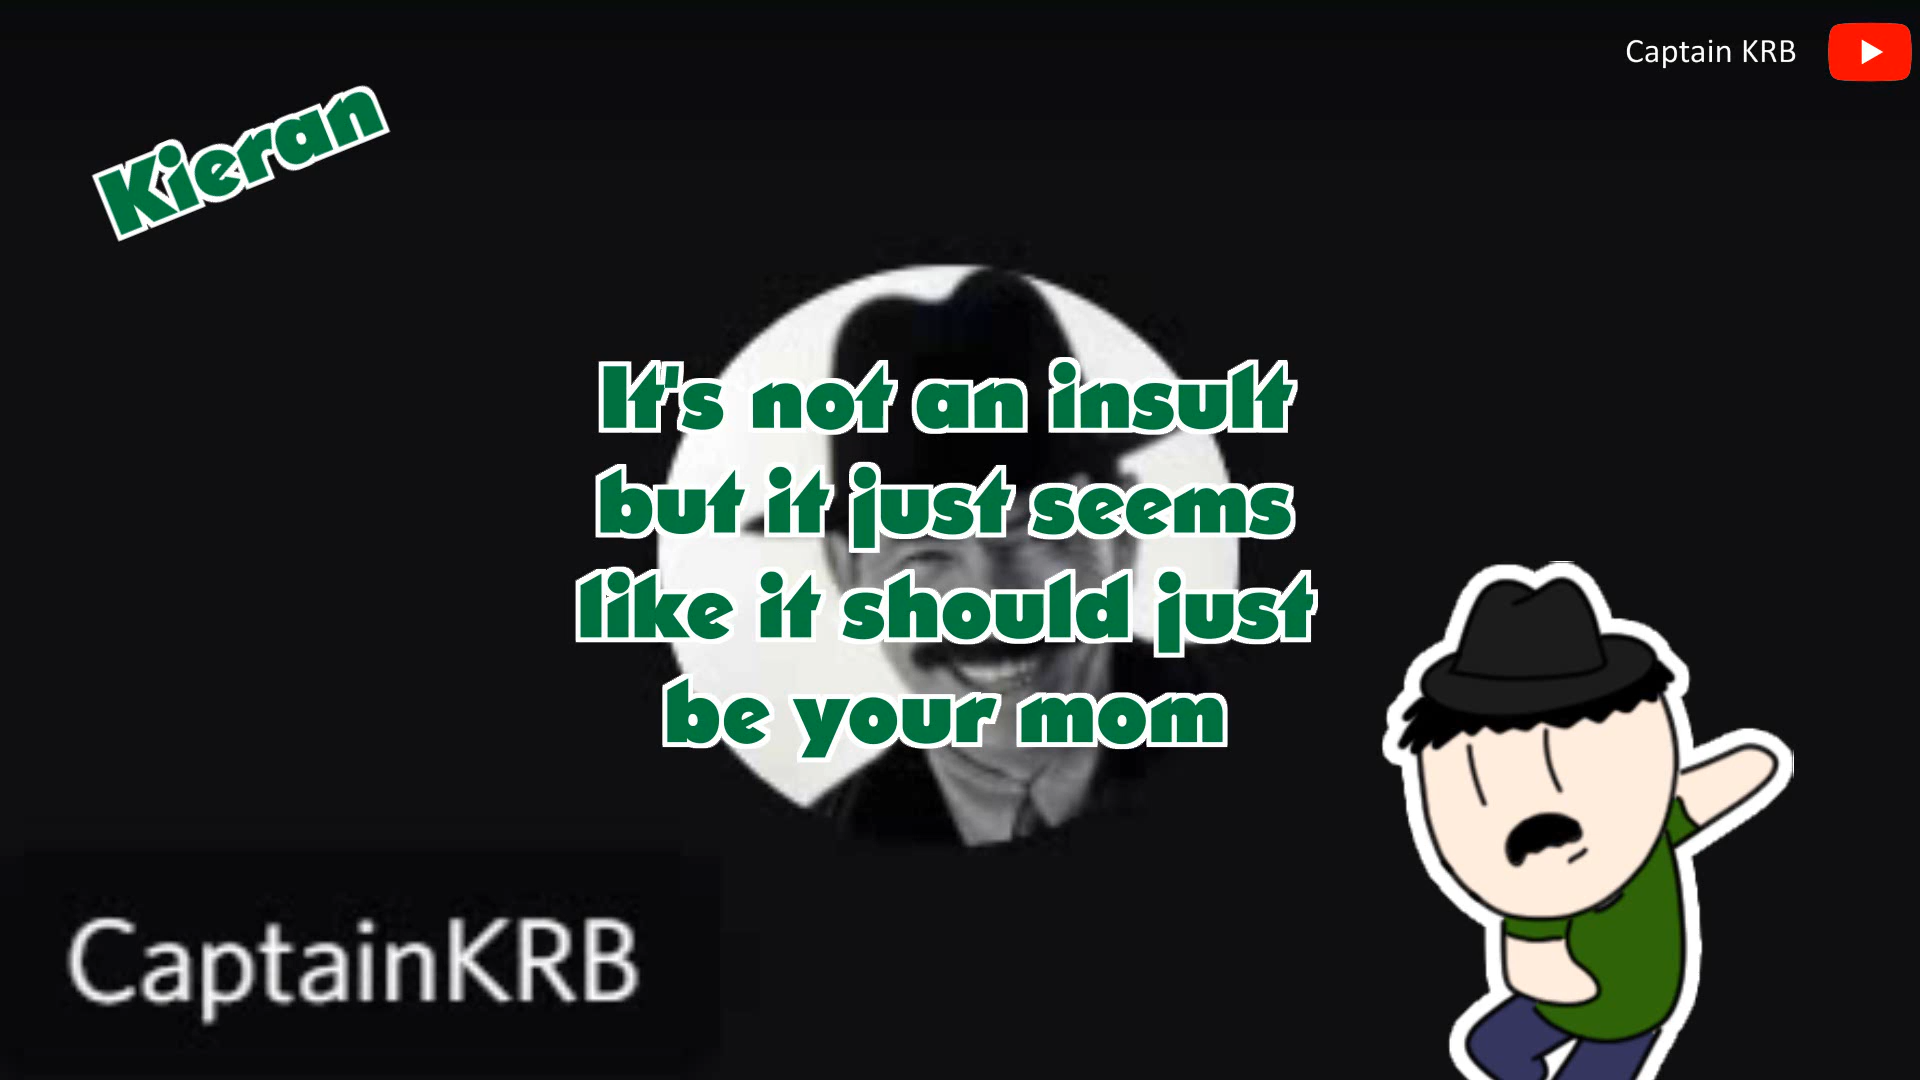 Captain KRB
Kieran
It's not an insult
but it just seems
like it should just
be your mom
CaptainKRB